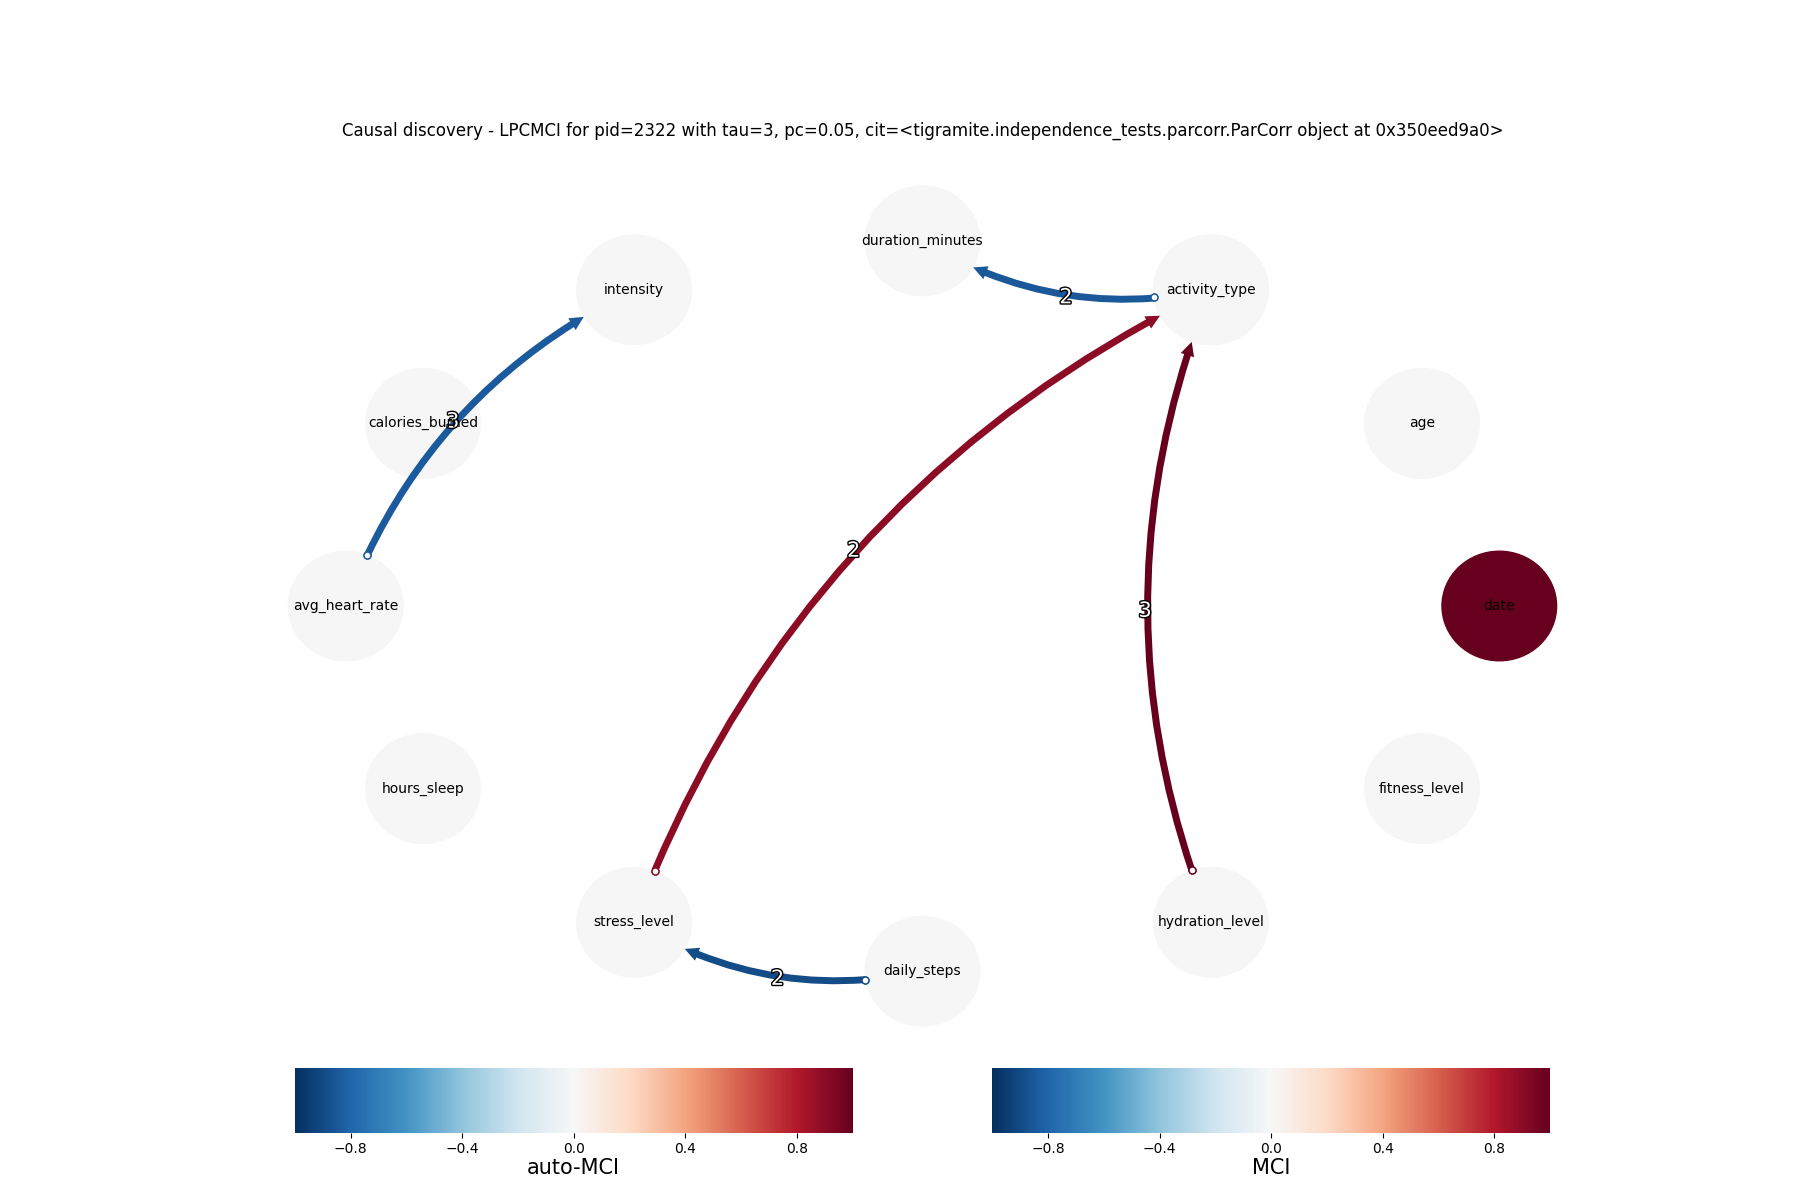 Causal discovery - LPCMCI for pid=2322 with tau=3, pc=0.05, cit=<tigramite.independence_tests.parcorr.ParCorr object at 0x350eed9a0>
duration_minutes
intensity
activity_type
2
calories_burned
3
age
2
avg_heart_rate
3
date
hours_sleep
fitness_level
stress_level
hydration_level
2
daily_steps
−0.8 −0.4 0.0 0.4 0.8
auto-MCI
−0.8 −0.4 0.0 0.4 0.8
MCI